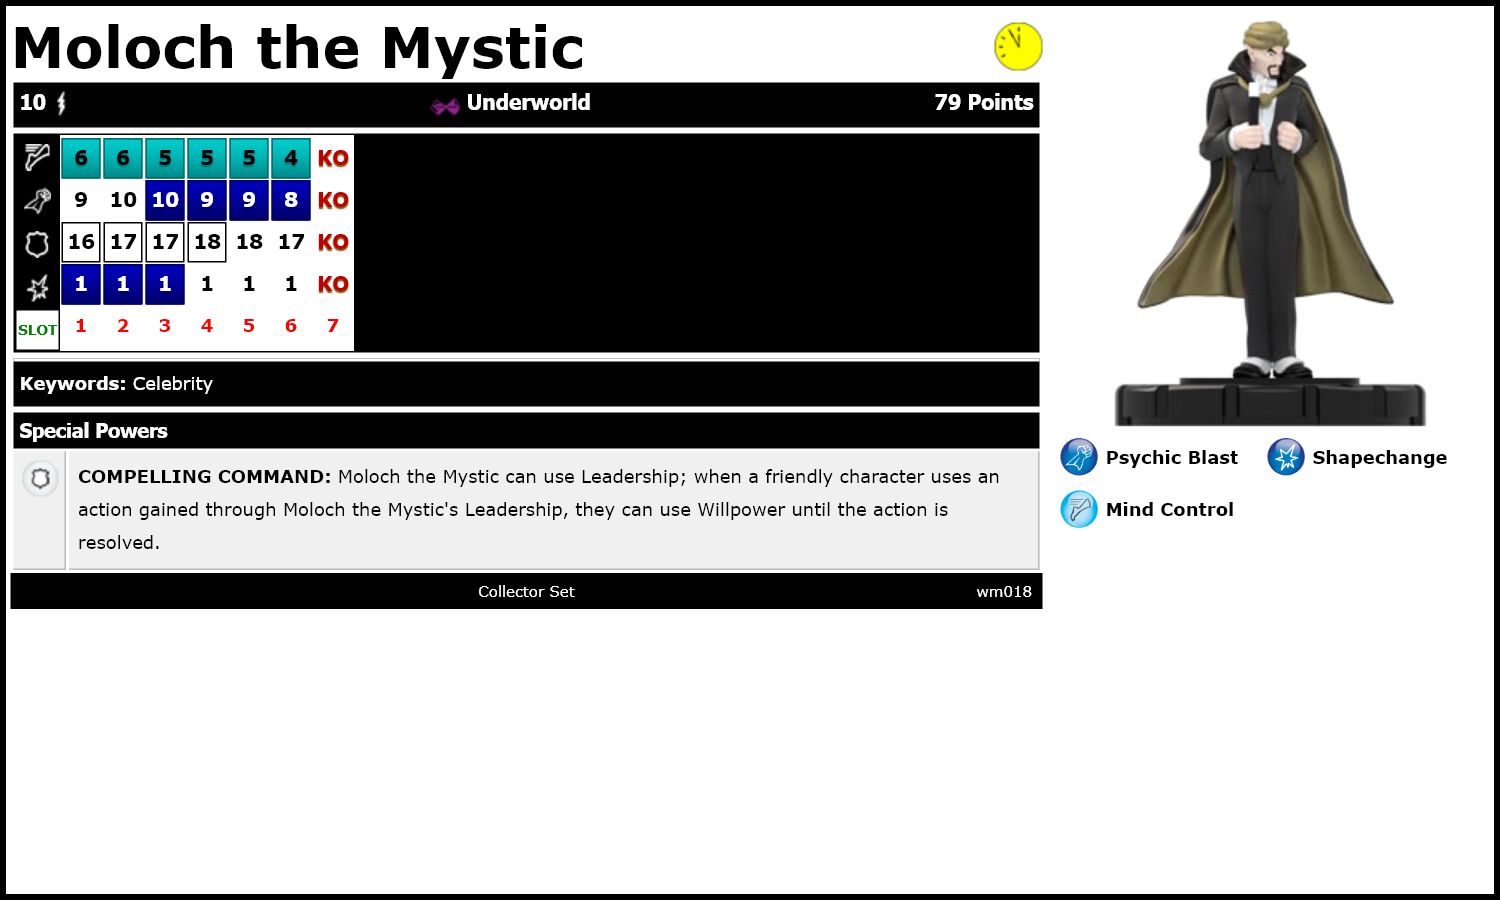 Moloch the Mystic
10 Underworld 79 Points
6 6 5 5 5 4 KO
9 10 10 9 9 8 KO
16 17 17 18 18 17 KO
1 1 1 1 1 1 KO
SLOT 1 2 3 4 5 6 7
Keywords: Celebrity
Special Powers
COMPELLING COMMAND: Moloch the Mystic can use Leadership; when a friendly character uses an
action gained through Moloch the Mystic's Leadership, they can use Willpower until the action is
resolved.
Collector Set wm018
Psychic Blast Shapechange
Mind Control